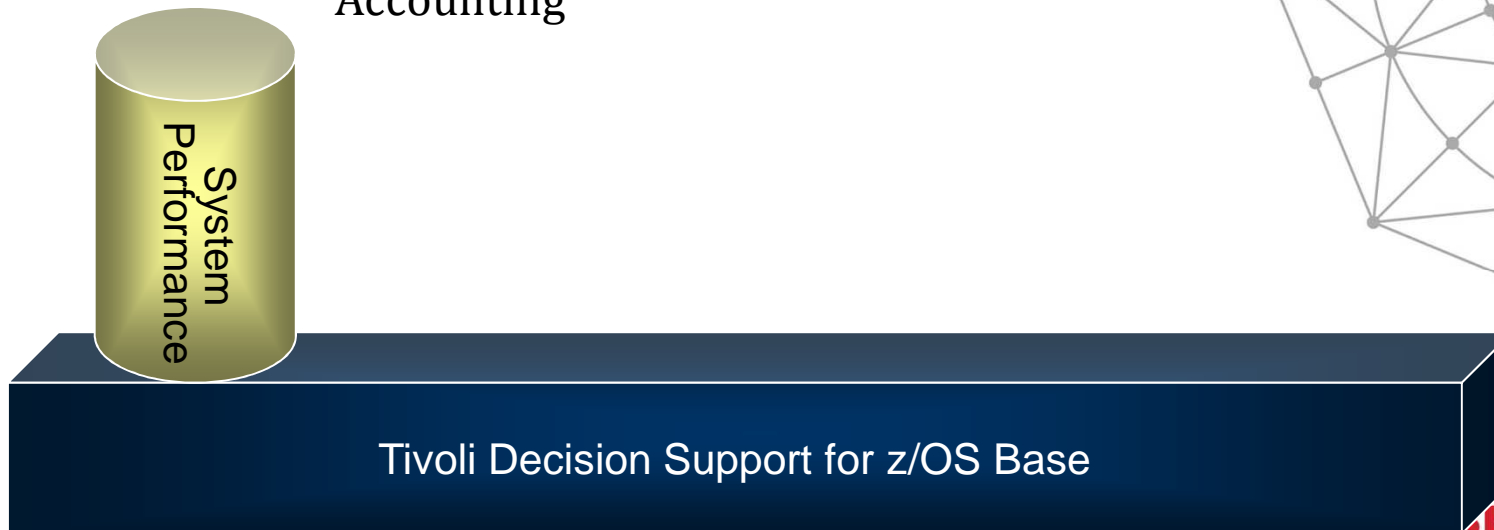 Accounting
System
Performance
Tivoli Decision Support for z/OS Base